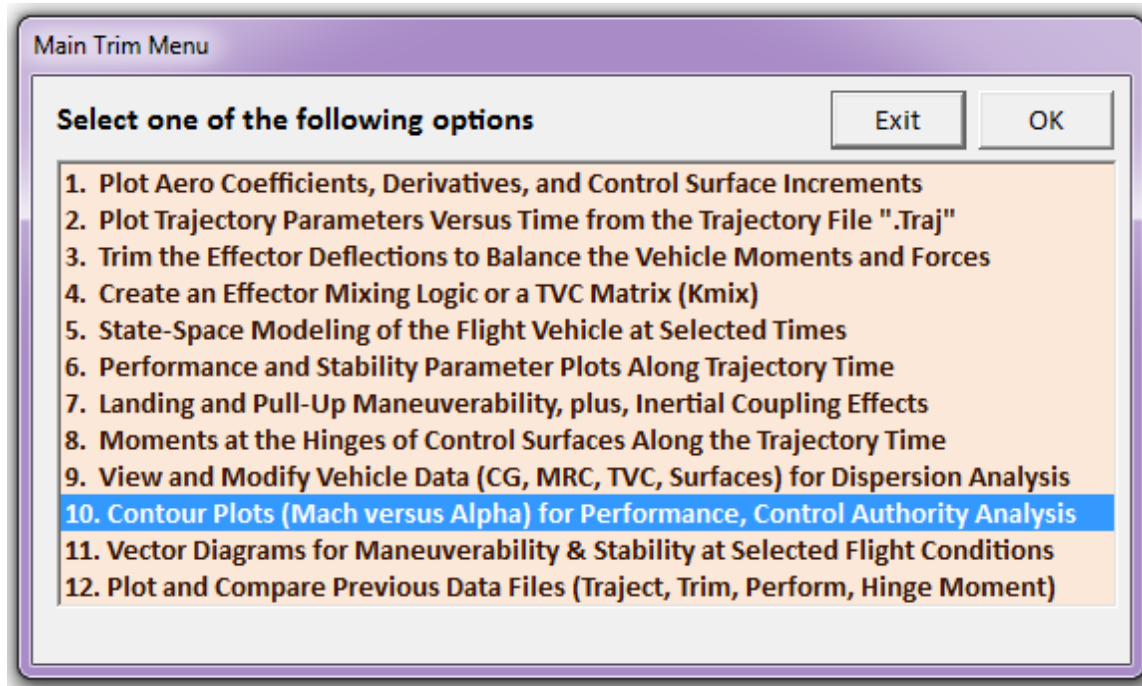 Main Trim Menu
Select one of the following options
Exit
OK
1. Plot Aero Coefficients, Derivatives, and Control Surface Increments
2. Plot Trajectory Parameters Versus Time from the Trajectory File ".Traj"
3. Trim the Effector Deflections to Balance the Vehicle Moments and Forces
4. Create an Effector Mixing Logic or a TVC Matrix (Kmix)
5. State-Space Modeling of the Flight Vehicle at Selected Times
6. Performance and Stability Parameter Plots Along Trajectory Time
7. Landing and Pull-Up Maneuverability, plus, Inertial Coupling Effects
8. Moments at the Hinges of Control Surfaces Along the Trajectory Time
9. View and Modify Vehicle Data (CG, MRC, TVC, Surfaces) for Dispersion Analysis
10. Contour Plots (Mach versus Alpha) for Performance, Control Authority Analysis
11. Vector Diagrams for Maneuverability & Stability at Selected Flight Conditions
12. Plot and Compare Previous Data Files (Traject, Trim, Perform, Hinge Moment)